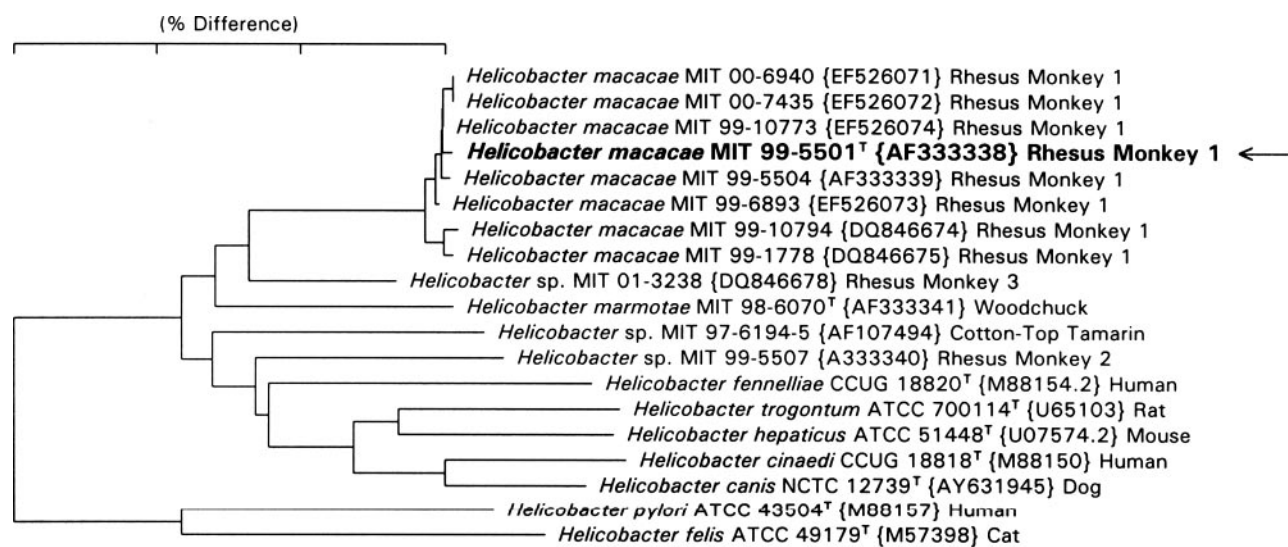 (% Difference)
Helicobacter macacae MIT 00-6940 {EF526071} Rhesus Monkey 1
Helicobacter macacae MIT 00-7435 {EF526072} Rhesus Monkey 1
Helicobacter macacae MIT 99-10773 {EF526074} Rhesus Monkey 1
Helicobacter macacae MIT 99-5501ᵀ {AF333338} Rhesus Monkey 1
Helicobacter macacae MIT 99-5504 {AF333339} Rhesus Monkey 1
Helicobacter macacae MIT 99-6893 {EF526073} Rhesus Monkey 1
Helicobacter macacae MIT 99-10794 {DQ846674} Rhesus Monkey 1
Helicobacter macacae MIT 99-1778 {DQ846675} Rhesus Monkey 1
Helicobacter sp. MIT 01-3238 {DQ846678} Rhesus Monkey 3
Helicobacter marmotae MIT 98-6070ᵀ {AF333341} Woodchuck
Helicobacter sp. MIT 97-6194-5 {AF107494} Cotton-Top Tamarin
Helicobacter sp. MIT 99-5507 {A333340} Rhesus Monkey 2
Helicobacter fennelliae CCUG 18820ᵀ {M88154.2} Human
Helicobacter trogontum ATCC 700114ᵀ {U65103} Rat
Helicobacter hepaticus ATCC 51448ᵀ {U07574.2} Mouse
Helicobacter cinaedi CCUG 18818ᵀ {M88150} Human
Helicobacter canis NCTC 12739ᵀ {AY631945} Dog
Helicobacter pylori ATCC 43504ᵀ {M88157} Human
Helicobacter felis ATCC 49179ᵀ {M57398} Cat